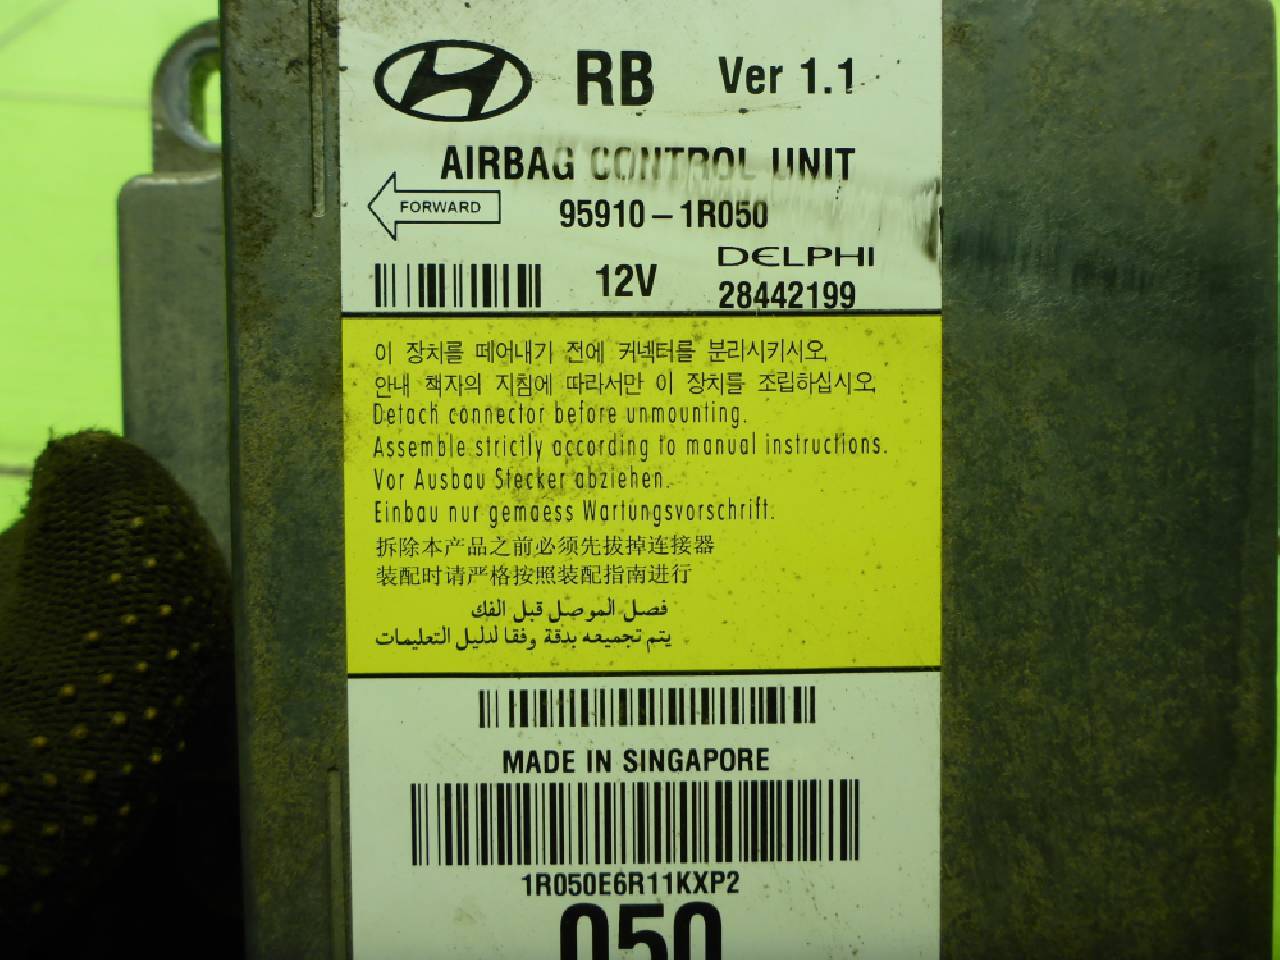 RB Ver 1.1
AIRBAG CONTROL UNIT
FORWARD 95910-1R050
12V DELPHI
28442199
이 장치를 떼어내기 전에 커넥터를 분리시키시오.
안내 책자의 지침에 따라서만 이 장치를 조립하십시오.
Detach connector before unmounting.
Assemble strictly according to manual instructions.
Vor Ausbau Stecker abziehen.
Einbau nur gemaess Wartungsvorschrift.
拆除本产品之前必须先拔掉连接器
装配时请严格按照装配指南进行
فصل الموصل قبل الفك
يتم تجميعه بدقة وفقا لدليل التعليمات
MADE IN SINGAPORE
1R050E6R11KXP2
050